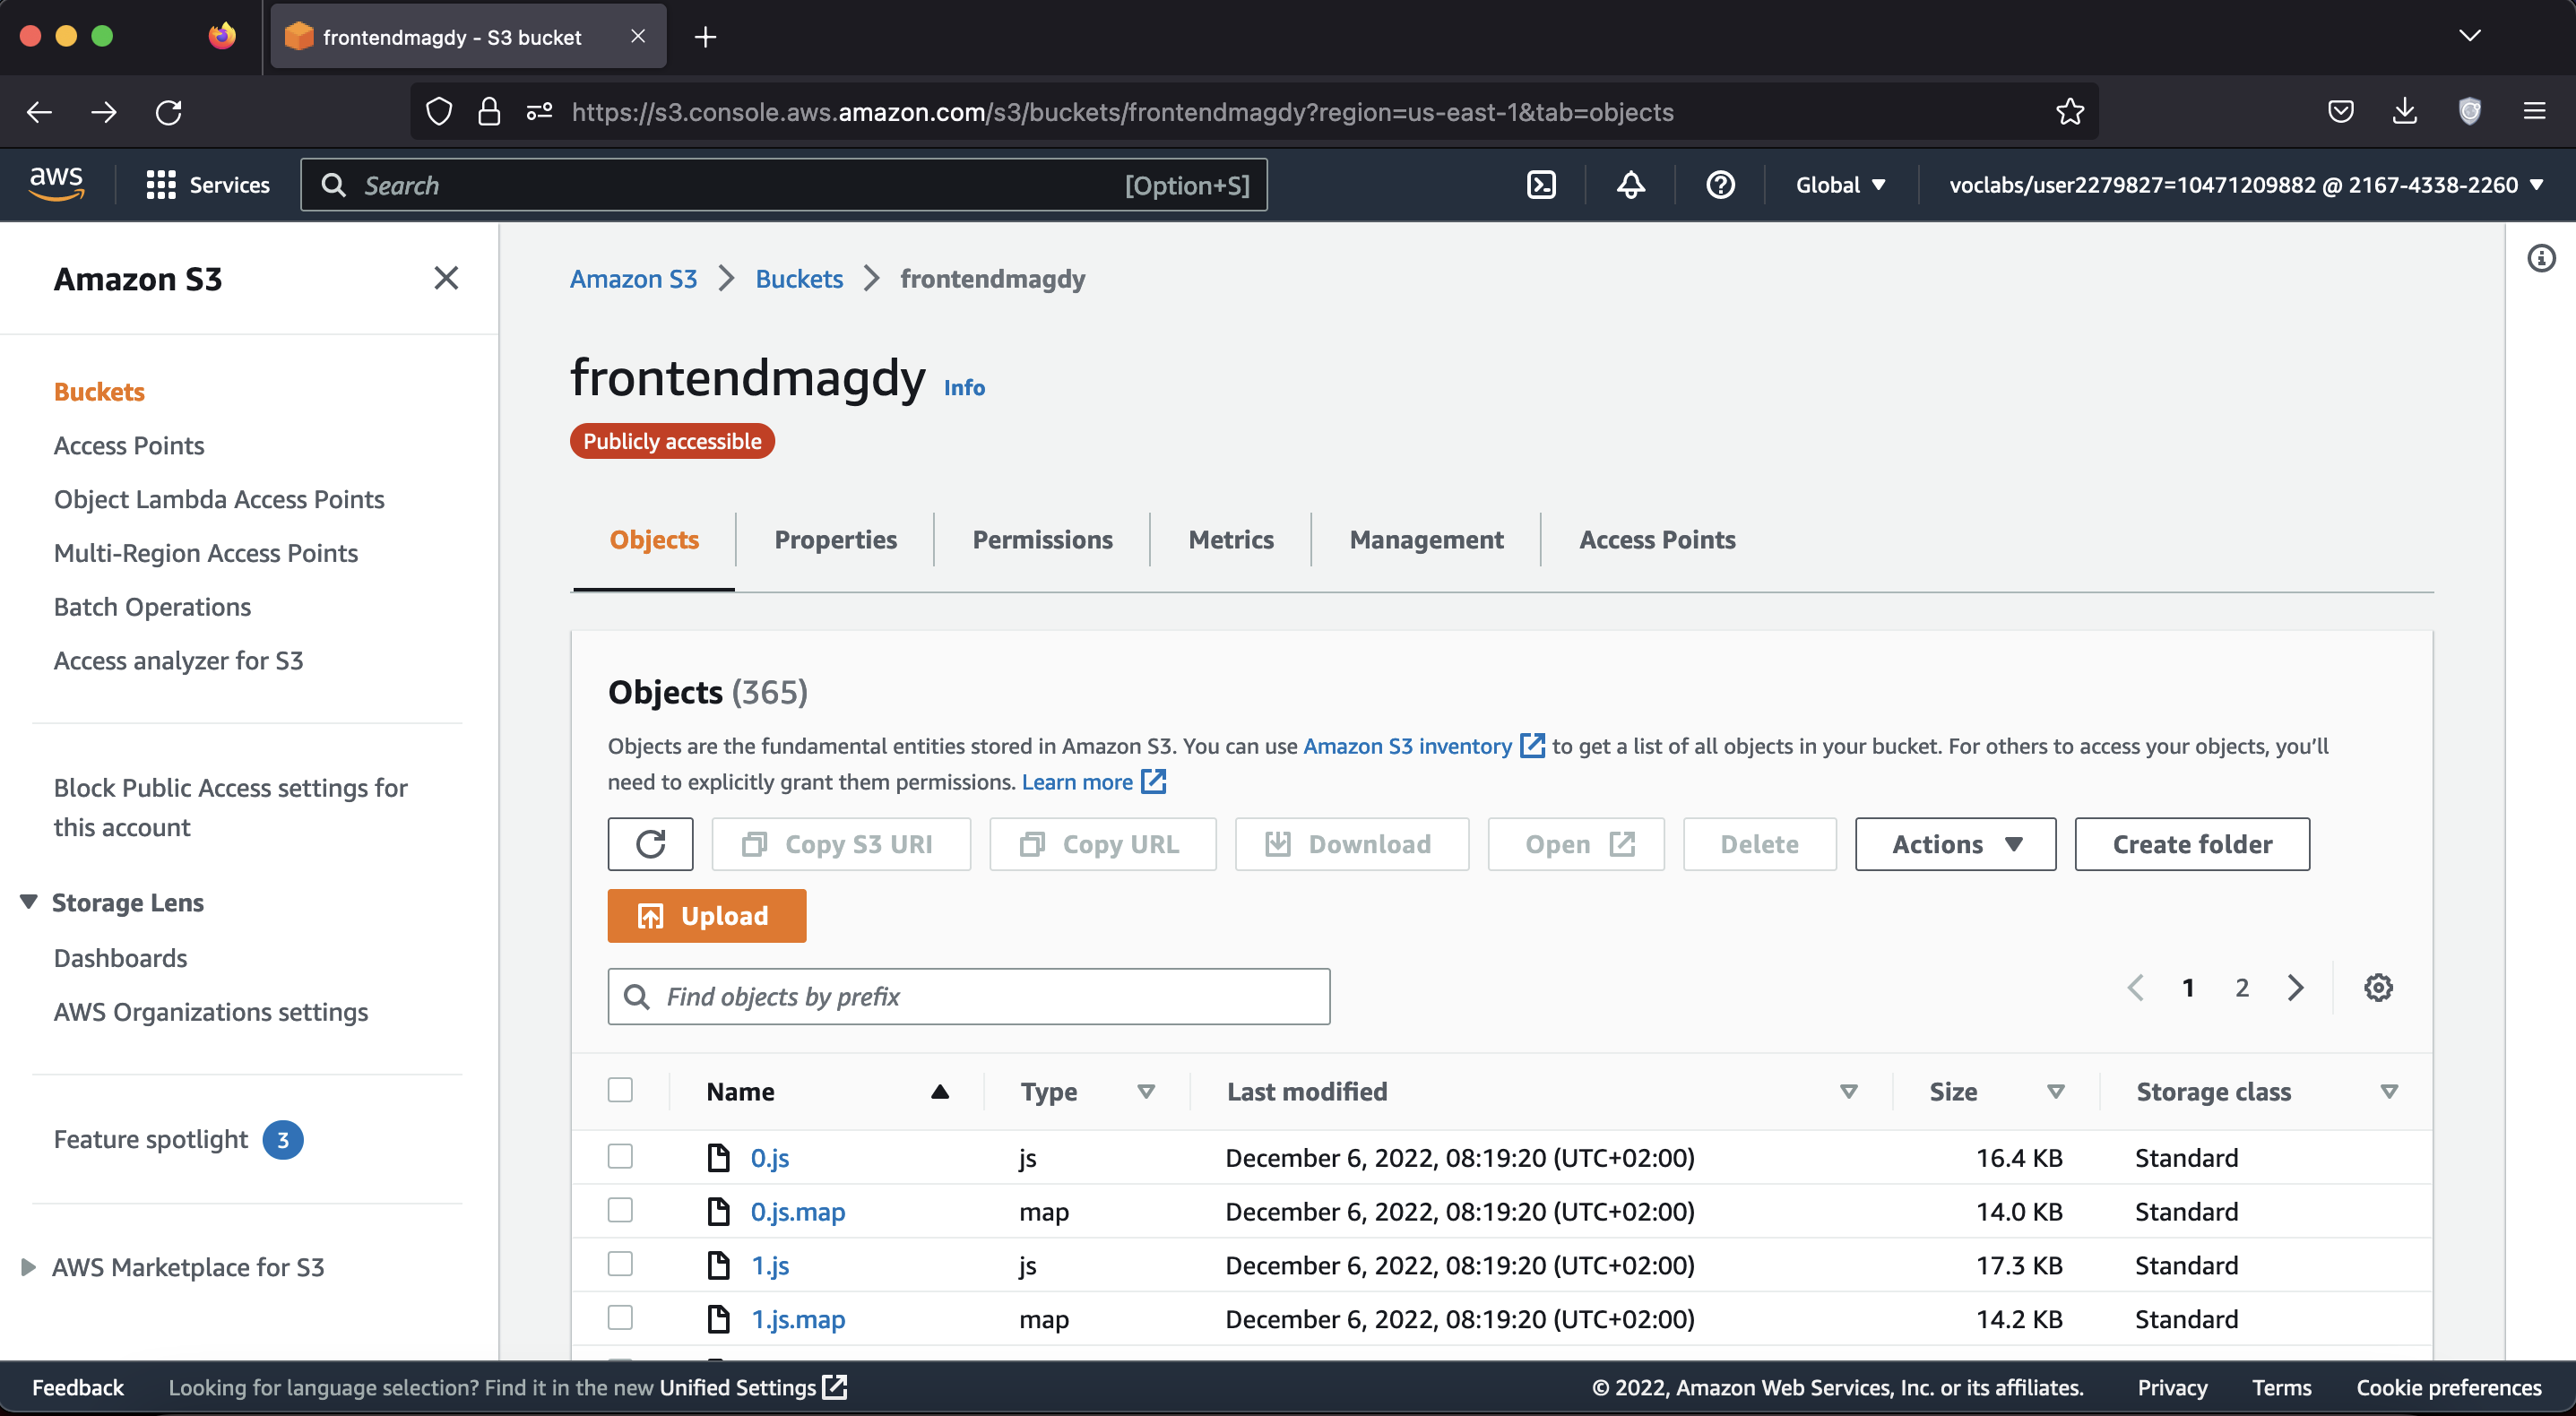 frontendmagdy - S3 bucket
https://s3.console.aws.amazon.com/s3/buckets/frontendmagdy?region=us-east-1&tab=objects
aws
Services
Search
[Option+S]
Global
voclabs/user2279827=10471209882 @ 2167-4338-2260
Amazon S3
Buckets
Access Points
Object Lambda Access Points
Multi-Region Access Points
Batch Operations
Access analyzer for S3
Block Public Access settings for
this account
Storage Lens
Dashboards
AWS Organizations settings
Feature spotlight 3
AWS Marketplace for S3
Amazon S3 > Buckets > frontendmagdy
frontendmagdy Info
Publicly accessible
Objects
Properties
Permissions
Metrics
Management
Access Points
Objects (365)
Objects are the fundamental entities stored in Amazon S3. You can use Amazon S3 inventory to get a list of all objects in your bucket. For others to access your objects, you’ll
need to explicitly grant them permissions. Learn more
Copy S3 URI
Copy URL
Download
Open
Delete
Actions
Create folder
Upload
Find objects by prefix
1 2
Name Type Last modified Size Storage class
0.js js December 6, 2022, 08:19:20 (UTC+02:00) 16.4 KB Standard
0.js.map map December 6, 2022, 08:19:20 (UTC+02:00) 14.0 KB Standard
1.js js December 6, 2022, 08:19:20 (UTC+02:00) 17.3 KB Standard
1.js.map map December 6, 2022, 08:19:20 (UTC+02:00) 14.2 KB Standard
Feedback
Looking for language selection? Find it in the new Unified Settings
© 2022, Amazon Web Services, Inc. or its affiliates.
Privacy
Terms
Cookie preferences